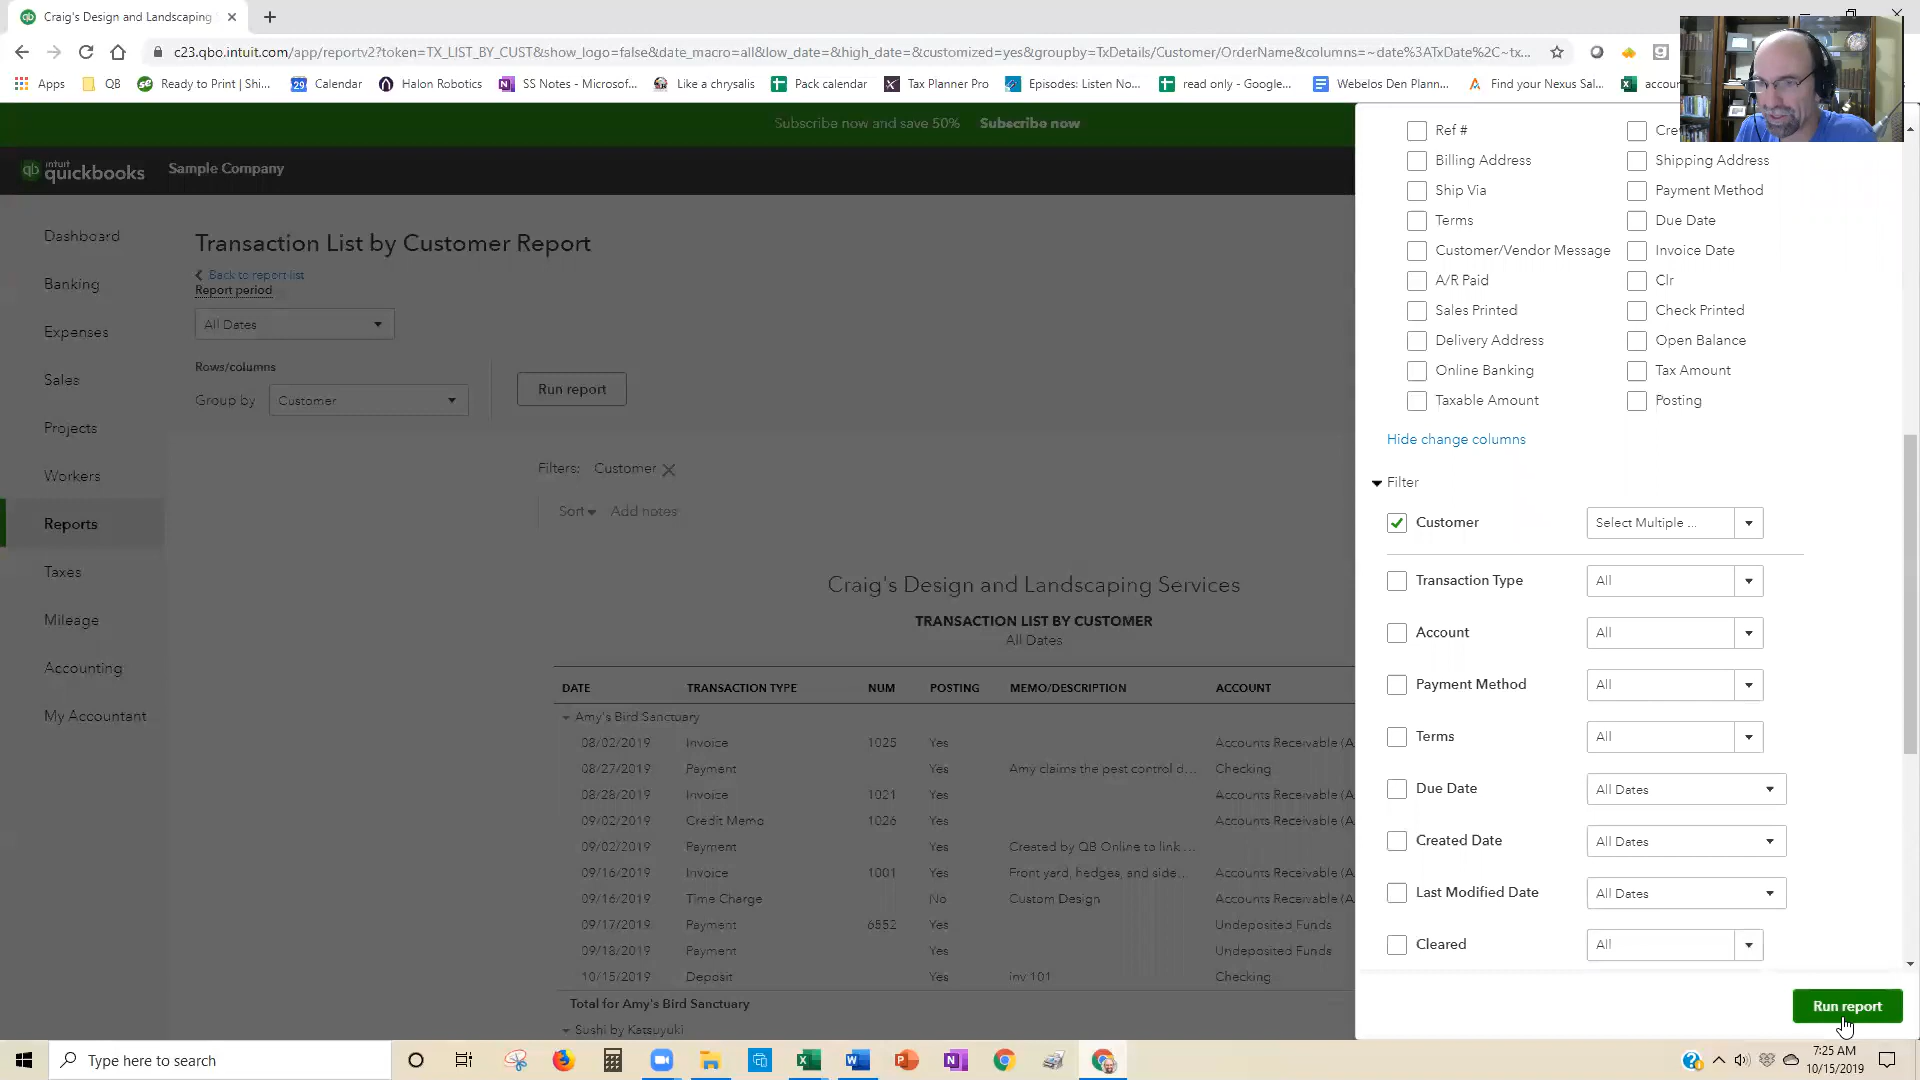 Craig's Design and Landscaping
c23.qbo.intuit.com/app/reportv2?token=TX_LIST_BY_CUST&show_logo=false&date_macro=all&low_date=&high_date=&customized=yes&groupby=TxDetails/Customer/OrderName&columns=~date%3ATxDate%2C~tx...
Apps QB Ready to Print | Shi... Calendar Halon Robotics SS Notes - Microsof... Like a chrysalis Pack calendar Tax Planner Pro Episodes: Listen No... read only - Google... Webelos Den Plann... Find your Nexus Sal... accou
Subscribe now and save 50% Subscribe now
intuit
quickbooks
Sample Company
Dashboard
Banking
Expenses
Sales
Projects
Workers
Reports
Taxes
Mileage
Accounting
My Accountant
Transaction List by Customer Report
Back to report list
Report period
All Dates
Rows/columns
Group by Customer Run report
Filters: Customer
Sort Add notes
Craig's Design and Landscaping Services
TRANSACTION LIST BY CUSTOMER
All Dates
DATE TRANSACTION TYPE NUM POSTING MEMO/DESCRIPTION ACCOUNT
Amy's Bird Sanctuary
08/02/2019 Invoice 1025 Yes Accounts Receivable (A
08/27/2019 Payment Yes Amy claims the pest control d... Checking
08/28/2019 Invoice 1021 Yes Accounts Receivable (A
09/02/2019 Credit Memo 1026 Yes Accounts Receivable (A
09/02/2019 Payment Yes Created by QB Online to link ... Accounts Receivable (A
09/16/2019 Invoice 1001 Yes Front yard, hedges, and side... Accounts Receivable (A
09/16/2019 Time Charge No Custom Design Accounts Receivable (A
09/17/2019 Payment 6552 Yes Undeposited Funds
09/18/2019 Payment Yes Undeposited Funds
10/15/2019 Deposit Yes inv 101 Checking
Total for Amy's Bird Sanctuary
Sushi by Katsuyuki
Ref # Cre
Billing Address Shipping Address
Ship Via Payment Method
Terms Due Date
Customer/Vendor Message Invoice Date
A/R Paid Clr
Sales Printed Check Printed
Delivery Address Open Balance
Online Banking Tax Amount
Taxable Amount Posting
Hide change columns
Filter
Customer Select Multiple ...
Transaction Type All
Account All
Payment Method All
Terms All
Due Date All Dates
Created Date All Dates
Last Modified Date All Dates
Cleared All
Run report
Type here to search
7:25 AM
10/15/2019